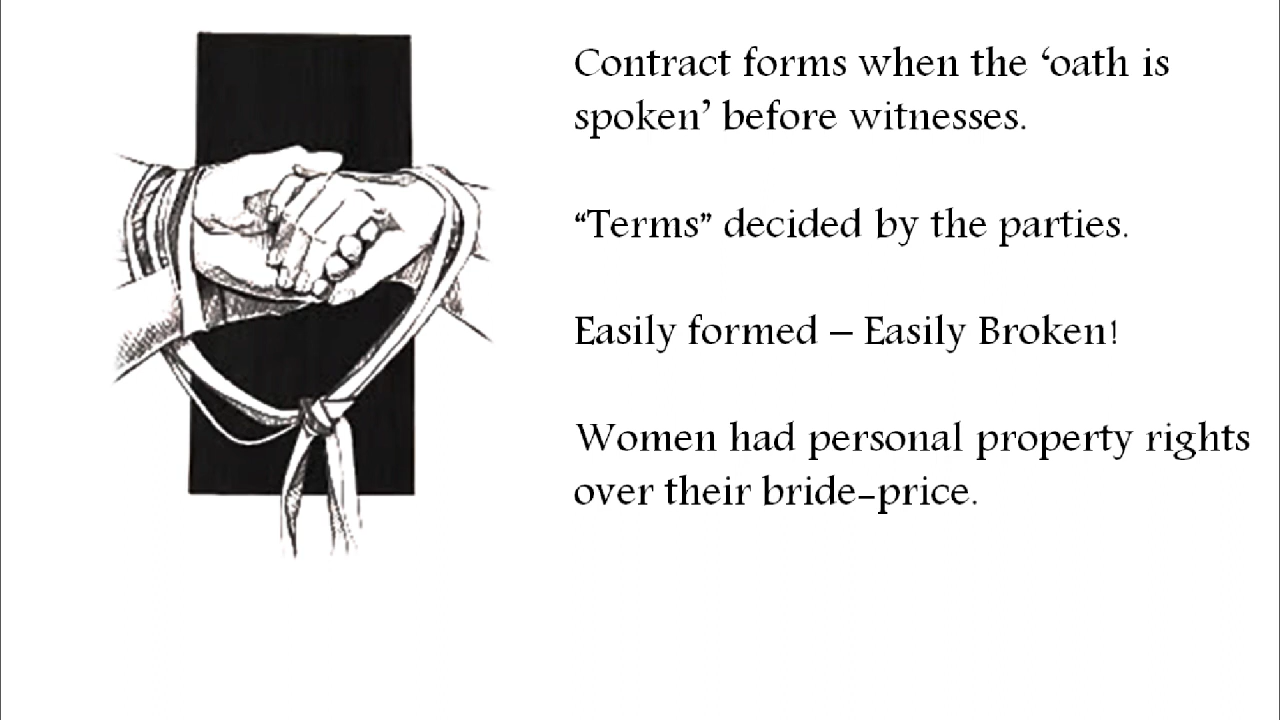 Contract forms when the ‘oath is
spoken’ before witnesses.
“Terms” decided by the parties.
Easily formed – Easily Broken!
Women had personal property rights
over their bride-price.